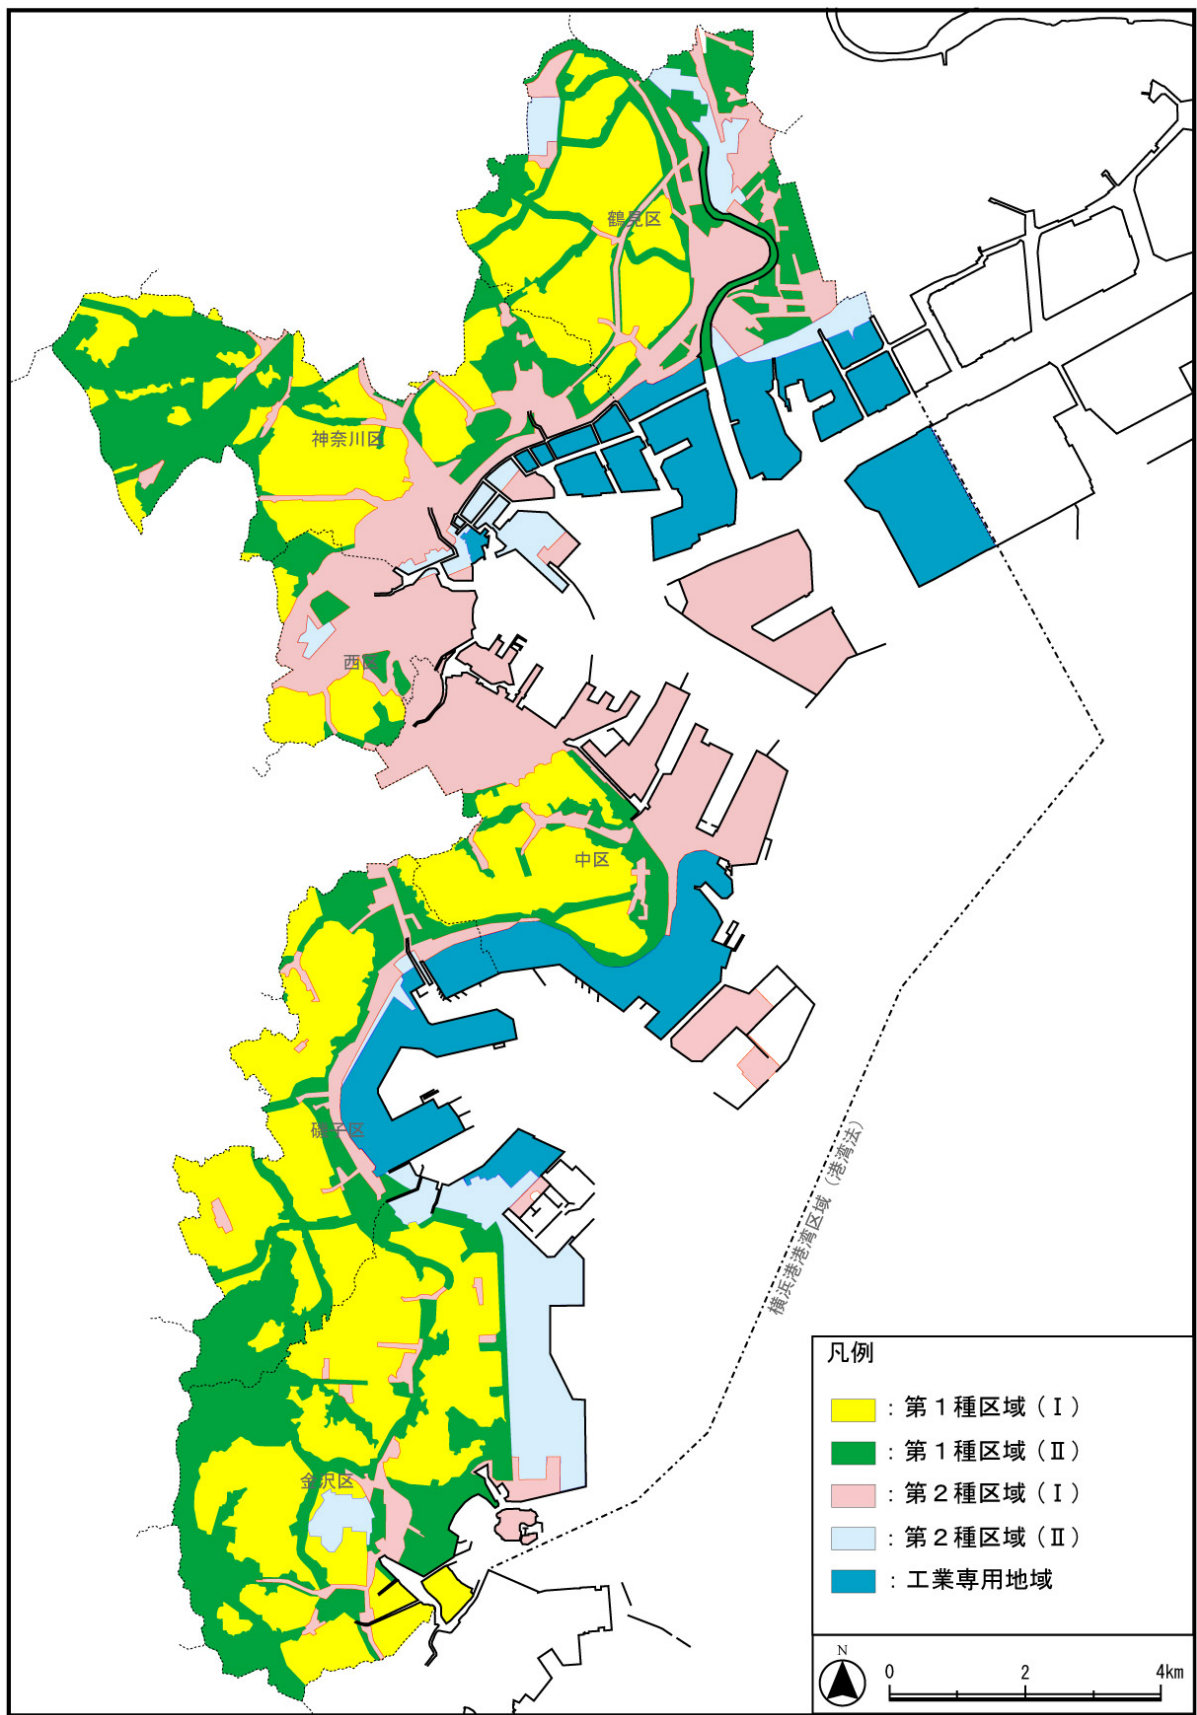 鶴見区
神奈川区
西区
中区
磯子区
金沢区
横浜港港湾区域（港湾法）
凡例
：第１種区域（Ⅰ）
：第１種区域（Ⅱ）
：第２種区域（Ⅰ）
：第２種区域（Ⅱ）
：工業専用地域
N
0 2 4km